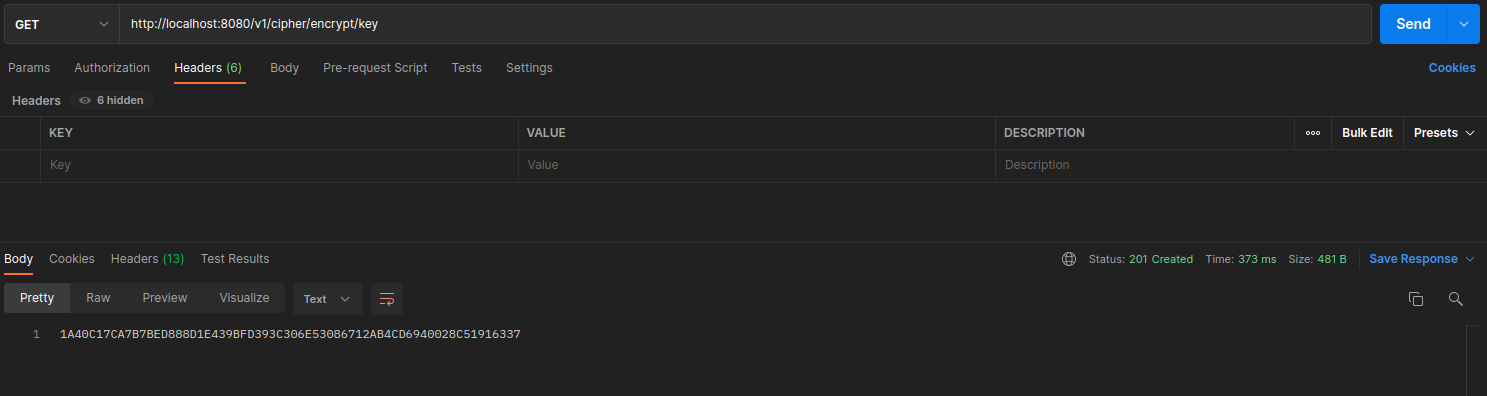 GET http://localhost:8080/v1/cipher/encrypt/key Send
Params Authorization Headers (6) Body Pre-request Script Tests Settings Cookies
Headers 6 hidden
KEY VALUE DESCRIPTION Bulk Edit Presets
Key Value Description
Body Cookies Headers (13) Test Results Status: 201 Created Time: 373 ms Size: 481 B Save Response
Pretty Raw Preview Visualize Text
1 1A40C17CA7B7BED888D1E439BFD393C306E53086712AB4CD6940028C51916337